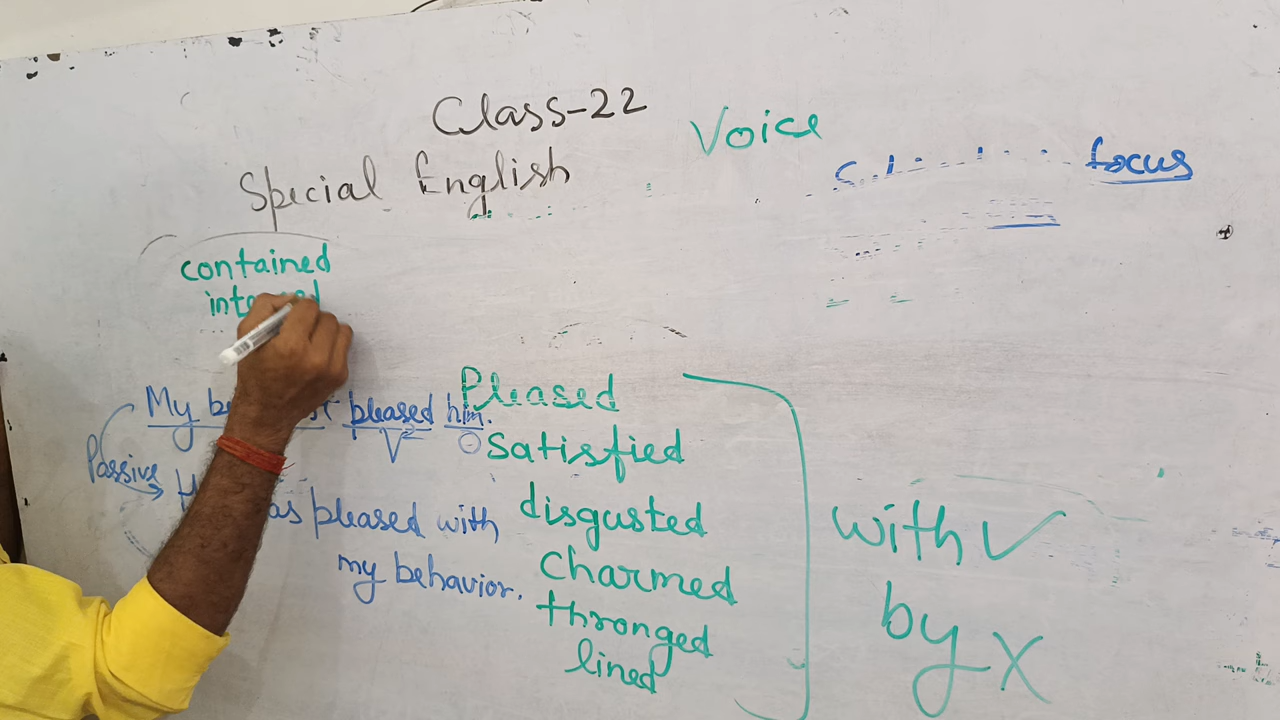 Class-22
Special English
Voice
focus
contained
My pleased him.
V²
Passive
pleased with
my behavior.
Pleased
Satisfied
disgusted
Charmed
thronged
lined
with ✓
by X